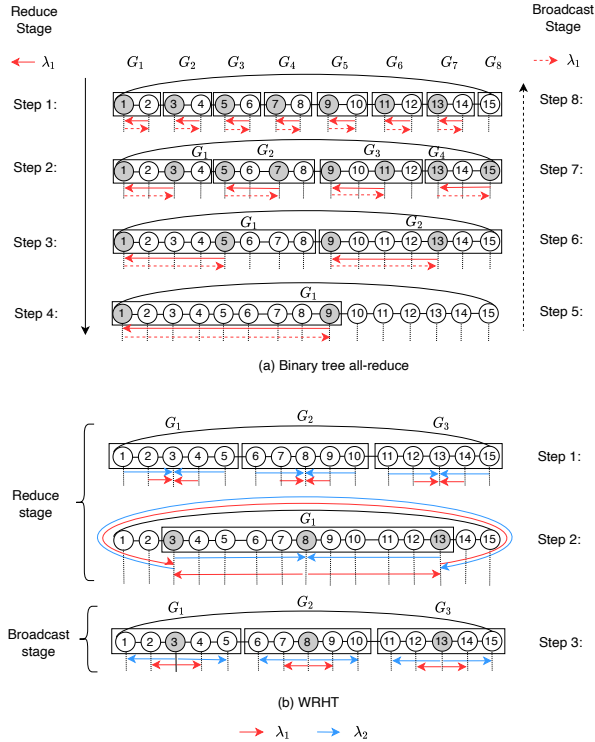 Reduce Stage
Broadcast Stage
λ1
G1 G2 G3 G4 G5 G6 G7 G8
λ1
Step 1:
1 2 3 4 5 6 7 8 9 10 11 12 13 14 15
Step 8:
G1 G2 G3 G4
Step 2:
1 2 3 4 5 6 7 8 9 10 11 12 13 14 15
Step 7:
G1 G2
Step 3:
1 2 3 4 5 6 7 8 9 10 11 12 13 14 15
Step 6:
G1
Step 4:
1 2 3 4 5 6 7 8 9 10 11 12 13 14 15
Step 5:
(a) Binary tree all-reduce
G1 G2 G3
1 2 3 4 5 6 7 8 9 10 11 12 13 14 15
Step 1:
Reduce stage
G1
1 2 3 4 5 6 7 8 9 10 11 12 13 14 15
Step 2:
G1 G2 G3
Broadcast stage
1 2 3 4 5 6 7 8 9 10 11 12 13 14 15
Step 3:
(b) WRHT
λ1 λ2